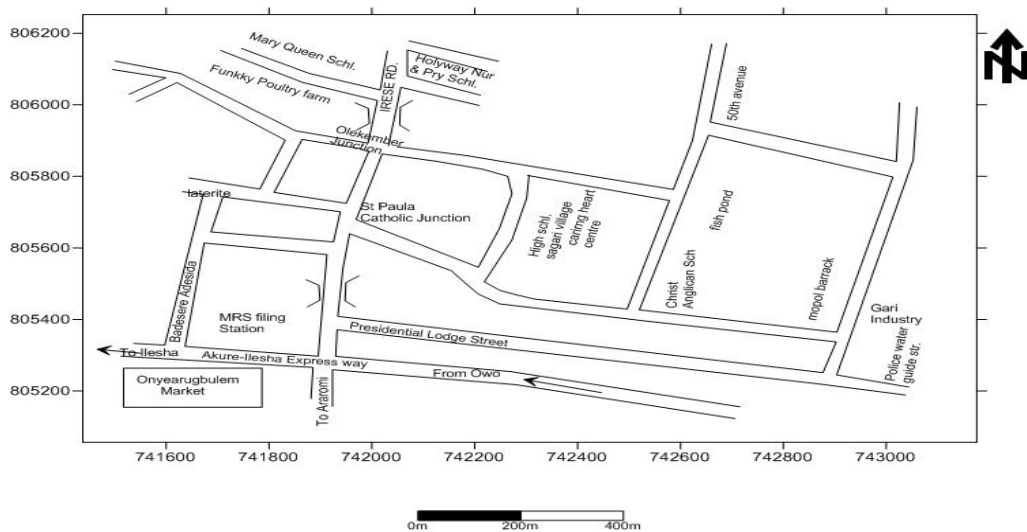 806200
806000
805800
805600
805400
805200
Mary Queen Schl.
Funkky Poultry farm
IRESE RD.
Holyway Nur
& Pry Schl.
50th avenue
N
Olekember
Junction
laterite
St Paula
Catholic Junction
High schl.
sagari village
carirng heart
centre
fish pond
Christ
Anglican Sch
mopol barrack
Gari
Industry
Police water
guide str.
Badesere Adesida
MRS filing
Station
Presidential Lodge Street
To Ilesha
Akure-Ilesha Express way
From Owo
Onyearugbulem
Market
To Araromi
741600
741800
742000
742200
742400
742600
742800
743000
0m
200m
400m